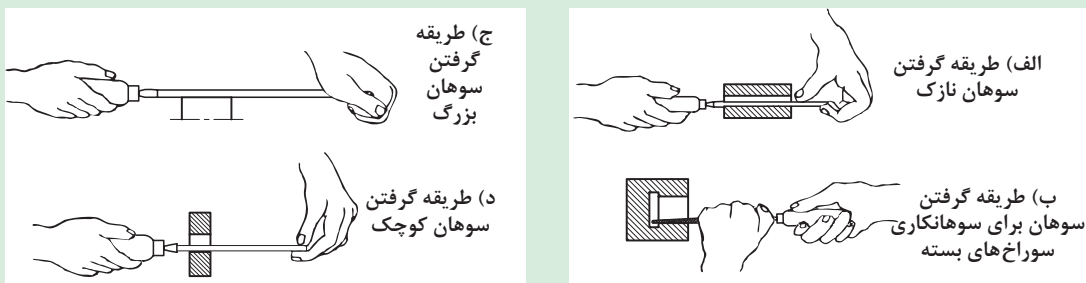 الف) طریقه گرفتن
سوهان نازک
ب) طریقه گرفتن
سوهان برای سوهانکاری
سوراخ‌های بسته
ج) طریقه
گرفتن
سوهان
بزرگ
د) طریقه گرفتن
سوهان کوچک